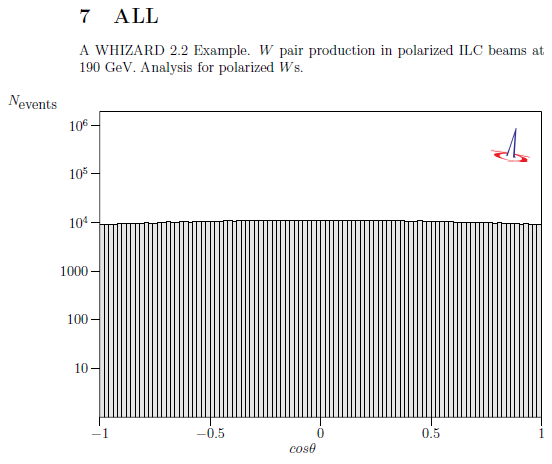 7 ALL
A WHIZARD 2.2 Example. W pair production in polarized ILC beams at
190 GeV. Analysis for polarized Ws.
Nevents
10⁶
10⁵
10⁴
1000
100
10
−1 −0.5 0 0.5 1
cosθ